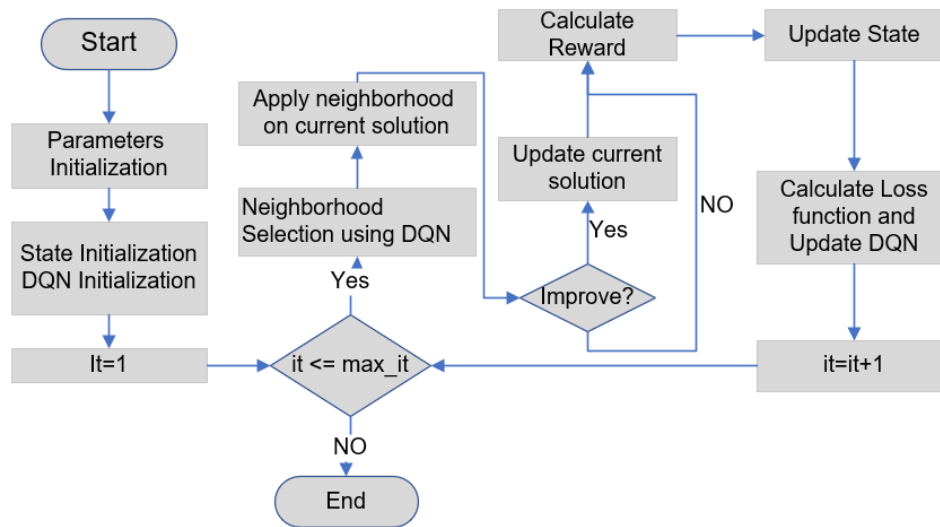 Start
Parameters
Initialization
State Initialization
DQN Initialization
It=1
it <= max_it
Yes
NO
End
Neighborhood
Selection using DQN
Apply neighborhood
on current solution
Improve?
Yes
NO
Update current
solution
Calculate
Reward
Update State
Calculate Loss
function and
Update DQN
it=it+1